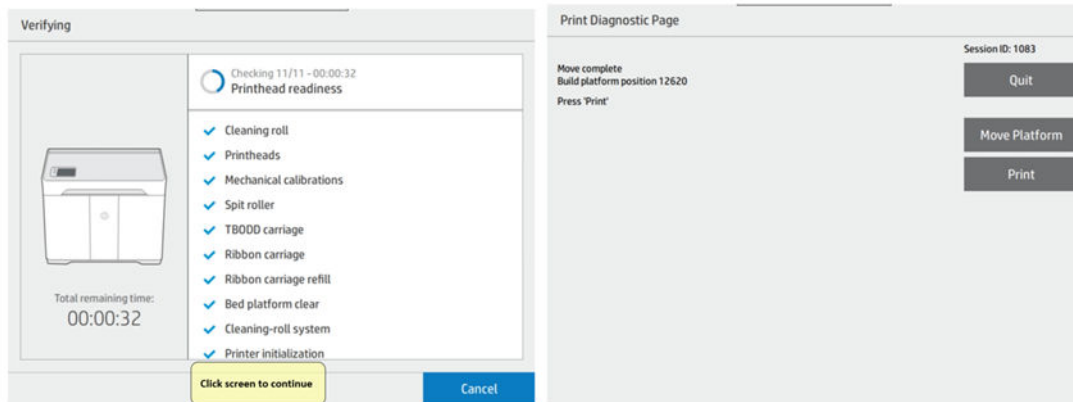 Verifying
Checking 11/11 - 00:00:32
Printhead readiness
Cleaning roll
Printheads
Mechanical calibrations
Spit roller
TBODD carriage
Ribbon carriage
Ribbon carriage refill
Bed platform clear
Cleaning-roll system
Printer initialization
Total remaining time:
00:00:32
Click screen to continue
Cancel
Print Diagnostic Page
Session ID: 1083
Move complete
Build platform position 12620
Press 'Print'
Quit
Move Platform
Print